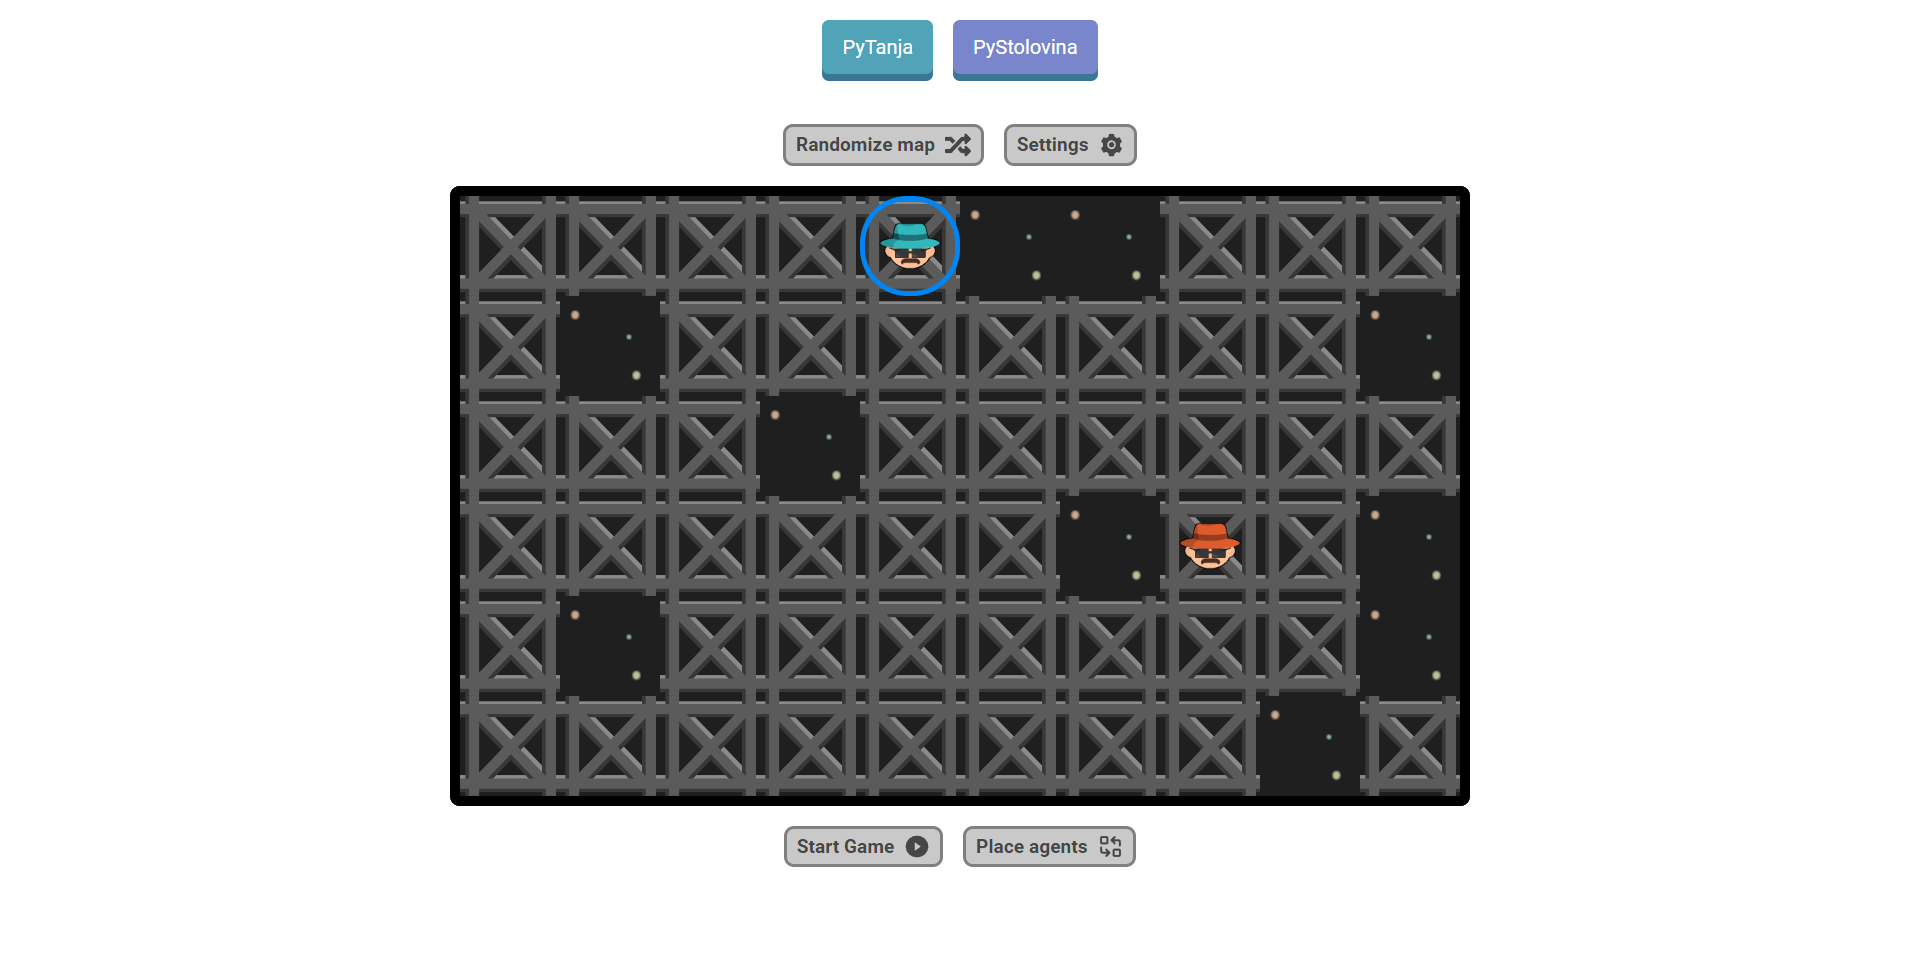 PyTanja
PyStolovina
Randomize map
Settings
Start Game
Place agents